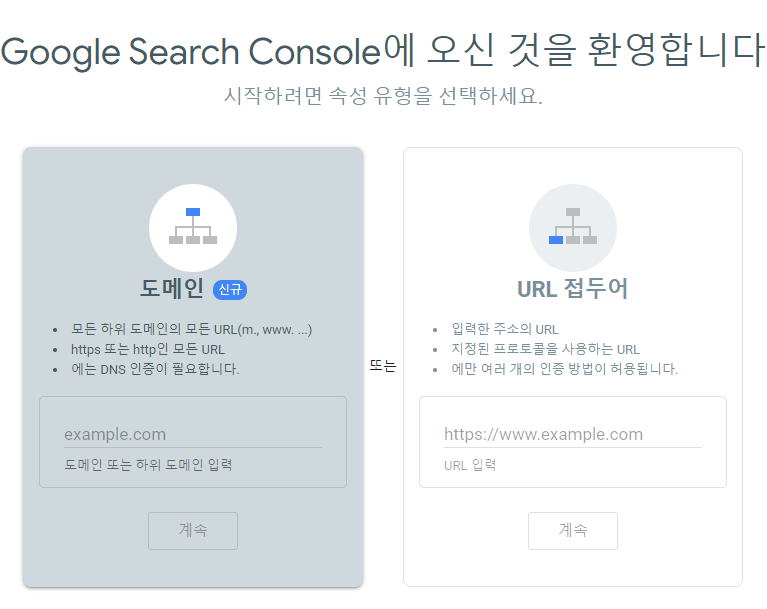 Google Search Console에 오신 것을 환영합니다
시작하려면 속성 유형을 선택하세요.
도메인 신규
모든 하위 도메인의 모든 URL(m., www. ...)
https 또는 http인 모든 URL
에는 DNS 인증이 필요합니다.
example.com
도메인 또는 하위 도메인 입력
계속
또는
URL 접두어
입력한 주소의 URL
지정된 프로토콜을 사용하는 URL
에만 여러 개의 인증 방법이 허용됩니다.
https://www.example.com
URL 입력
계속